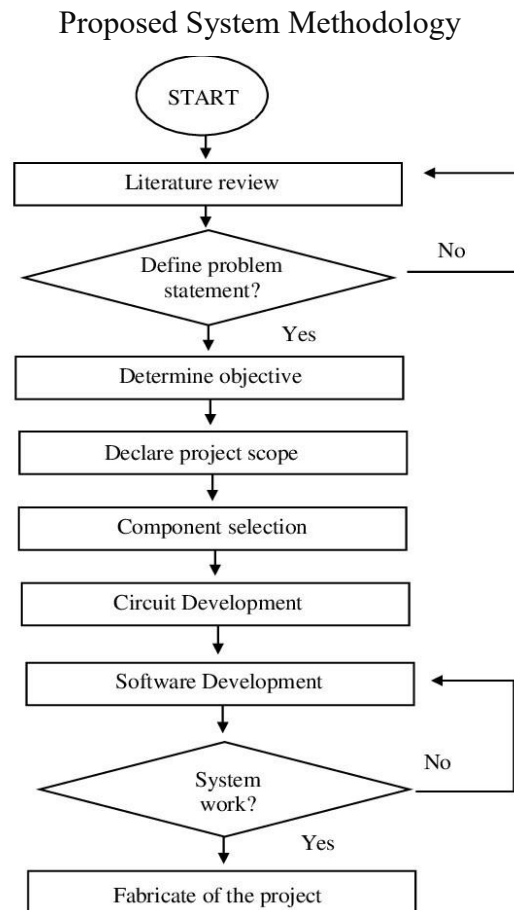 Proposed System Methodology
START
Literature review
Define problem
statement?
No
Yes
Determine objective
Declare project scope
Component selection
Circuit Development
Software Development
System
work?
No
Yes
Fabricate of the project